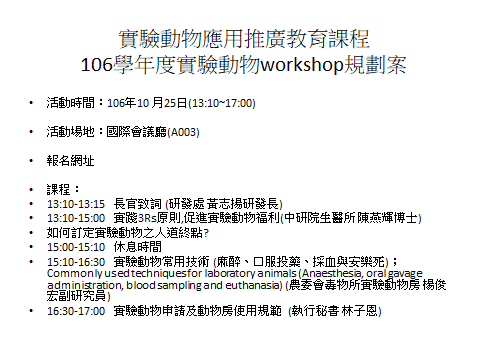 實驗動物應用推廣教育課程
106學年度實驗動物workshop規劃案
• 活動時間：106年10 月25日(13:10~17:00)
• 活動場地：國際會議廳(A003)
• 報名網址
• 課程：
• 13:10-13:15 長官致詞 (研發處 黃志揚研發長)
• 13:10-15:00 實踐3Rs原則,促進實驗動物福利(中研院生醫所 陳燕輝博士)
• 如何訂定實驗動物之人道終點?
• 15:00-15:10 休息時間
• 15:10-16:30 實驗動物常用技術 (麻醉、口服投藥、採血與安樂死)；
Commonly used techniques for laboratory animals (Anaesthesia, oral gavage
administration, blood sampling and euthanasia) (農委會毒物所實驗動物房 楊俊
宏副研究員)
• 16:30-17:00 實驗動物申請及動物房使用規範 (執行秘書 林子恩)